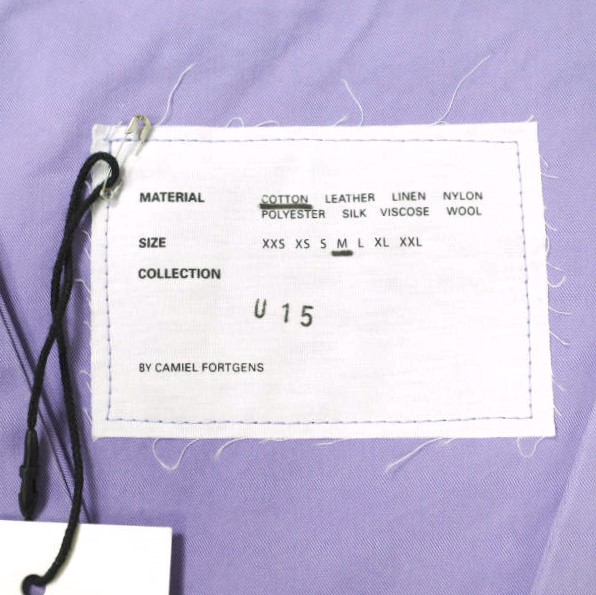 MATERIAL COTTON LEATHER LINEN NYLON
POLYESTER SILK VISCOSE WOOL
SIZE XXS XS S M L XL XXL
COLLECTION
U 15
BY CAMIEL FORTGENS